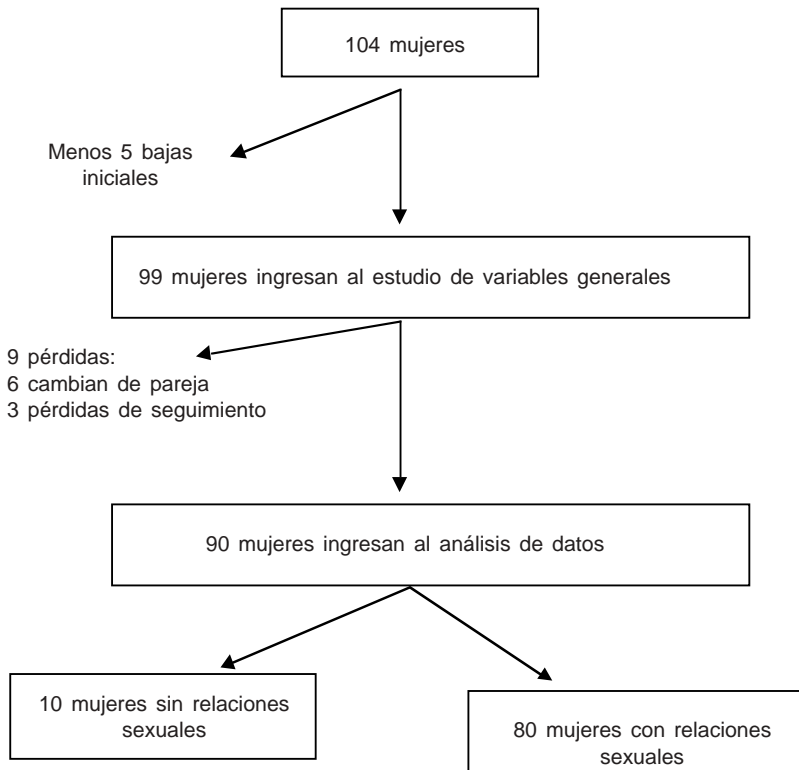 104 mujeres
Menos 5 bajas
iniciales
99 mujeres ingresan al estudio de variables generales
9 pérdidas:
6 cambian de pareja
3 pérdidas de seguimiento
90 mujeres ingresan al análisis de datos
10 mujeres sin relaciones
sexuales
80 mujeres con relaciones
sexuales